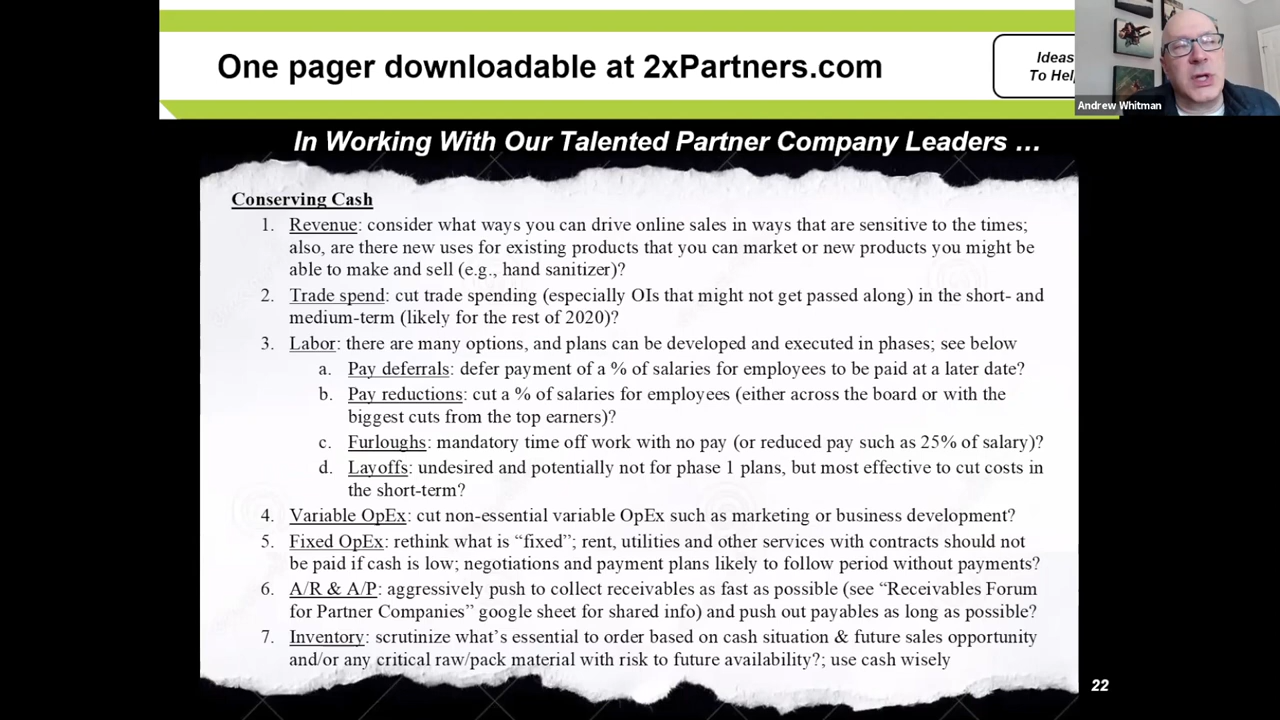 One pager downloadable at 2xPartners.com
Ideas
To Hel
Andrew Whitman
In Working With Our Talented Partner Company Leaders …
Conserving Cash
1. Revenue: consider what ways you can drive online sales in ways that are sensitive to the times;
also, are there new uses for existing products that you can market or new products you might be
able to make and sell (e.g., hand sanitizer)?
2. Trade spend: cut trade spending (especially OIs that might not get passed along) in the short- and
medium-term (likely for the rest of 2020)?
3. Labor: there are many options, and plans can be developed and executed in phases; see below
a. Pay deferrals: defer payment of a % of salaries for employees to be paid at a later date?
b. Pay reductions: cut a % of salaries for employees (either across the board or with the
biggest cuts from the top earners)?
c. Furloughs: mandatory time off work with no pay (or reduced pay such as 25% of salary)?
d. Layoffs: undesired and potentially not for phase 1 plans, but most effective to cut costs in
the short-term?
4. Variable OpEx: cut non-essential variable OpEx such as marketing or business development?
5. Fixed OpEx: rethink what is “fixed”; rent, utilities and other services with contracts should not
be paid if cash is low; negotiations and payment plans likely to follow period without payments?
6. A/R & A/P: aggressively push to collect receivables as fast as possible (see “Receivables Forum
for Partner Companies” google sheet for shared info) and push out payables as long as possible?
7. Inventory: scrutinize what’s essential to order based on cash situation & future sales opportunity
and/or any critical raw/pack material with risk to future availability?; use cash wisely
22